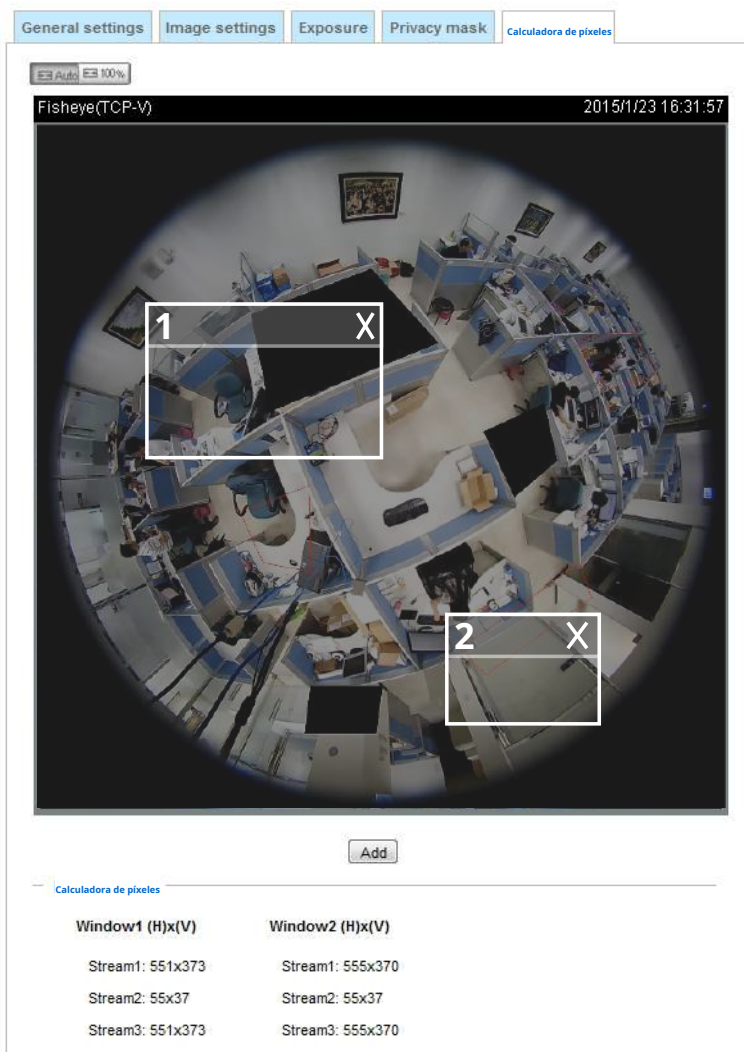 General settings Image settings Exposure Privacy mask Calculadora de píxeles
Auto 100%
Fisheye(TCP-V) 2015/1/23 16:31:57
1 X
2 X
Add
Calculadora de píxeles
Window1 (H)x(V) Window2 (H)x(V)
Stream1: 551x373 Stream1: 555x370
Stream2: 55x37 Stream2: 55x37
Stream3: 551x373 Stream3: 555x370